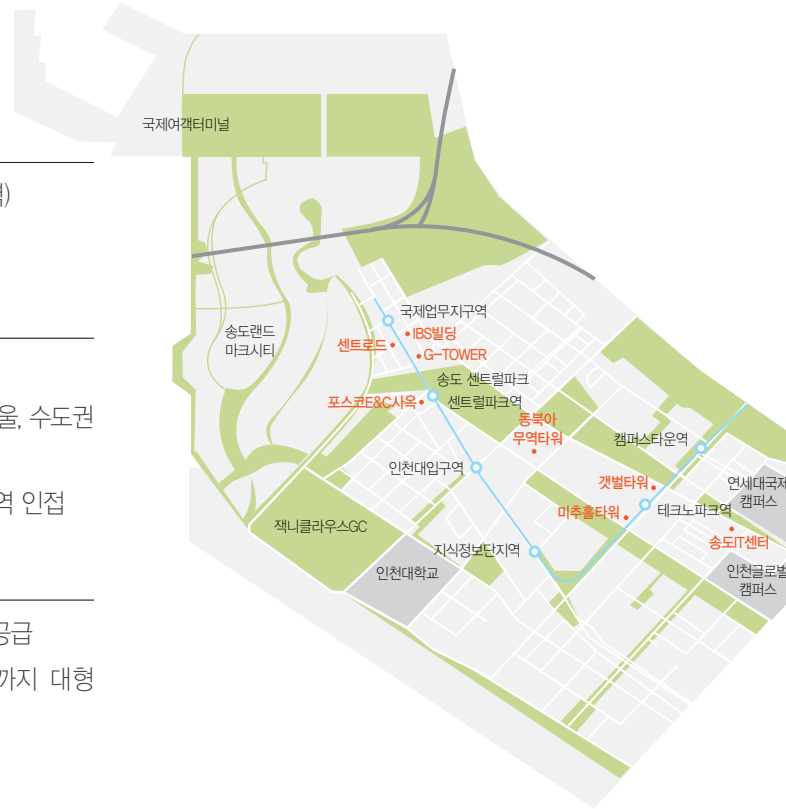 국제여객터미널
울, 수도권
역 인접
공급
까지 대형
국제업무지구역
IBS빌딩
센트로드
G-TOWER
송도랜드
마크시티
송도 센트럴파크
포스코E&C사옥
센트럴파크역
동북아
무역타워
캠퍼스타운역
인천대입구역
갯벌타워
연세대국제
캠퍼스
미추홀타워
테크노파크역
잭니클라우스GC
송도IT센터
지식정보단지역
인천대학교
인천글로벌
캠퍼스